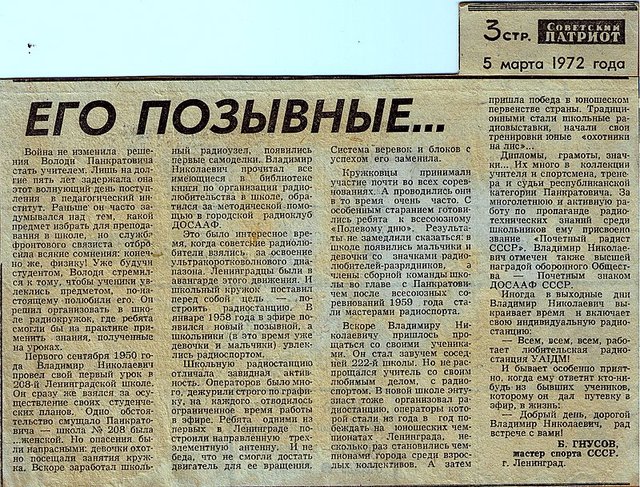 3 стр. Советский ПАТРИОТ
5 марта 1972 года
ЕГО ПОЗЫВНЫЕ...
Война не изменила реше-
ния Володи Панкратовича
стать учителем. Лишь на дол-
гие пять лет задержала она
этот волнующий день посту-
пления в педагогический ин-
ститут. Раньше он часто за-
думывался над тем, какой
предмет избрать для препода-
вания в школе, но служба
фронтового связиста отбро-
сила всякие сомнения: конеч-
но же, физику! Уже будучи
студентом, Володя стремил-
ся к тому, чтобы ученики ув-
леклись предметом, по-на-
стоящему полюбили его. Он
решил организовать в шко-
ле радиокружок, где ребята
смогли бы на практике при-
менить знания, полученные
на уроках.
Первого сентября 1950 го-
да Владимир Николаевич
провел свой первый урок в
208-й Ленинградской школе.
Он сразу же взялся за осу-
ществление своих студенче-
ских планов. Одно обстоя-
тельство смущало Панкрато-
вича — школа № 208 была
...женской. Но опасения бы-
ли напрасными: девочки охот-
но посещали занятия круж-
ка. Вскоре заработал школь-
ный радиоузел, появились
первые самоделки. Владимир
Николаевич прочитал все
имеющиеся в библиотеке
книги по организации радио-
любительства в школе, обра-
тился за методической помо-
щью в городской радиоклуб
ДОСААФ.
Это было интересное вре-
мя, когда советские радиолю-
бители взялись за освоение
ультракоротковолнового диа-
пазона. Ленинградцы были в
авангарде этого движения. И
школьный кружок поставил
перед собой цель — по-
строить радиостанцию. В
январе 1956 года в эфире по-
явился новый позывной, а
школьники (в это время уже
девочки и мальчики) увлек-
лись радиоспортом.
Школьную радиостанцию
отличала завидная актив-
ность. Операторов было мно-
го, дежурили строго по графи-
ку, на каждого отводилось
ограниченное время работы
в эфире. Ребята одними из
первых в Ленинграде по-
строили направленную трех-
элементную антенну. И не
беда, что не смогли достать
двигатель для ее вращения.
Система веревок и блоков с
успехом его заменила.
Кружковцы принимали
участие почти во всех сорев-
нованиях. А проводились они
в то время очень часто. С
особенным старанием готови-
лись ребята к всесоюзному
«Полевому дню». Результа-
ты не замедлили сказаться: в
школе появились мальчики и
девочки со значками радио-
любителей-разрядников, а
члены сборной команды шко-
лы во главе с Панкратови-
чем после всесоюзных со-
ревнований 1959 года ста-
ли мастерами радиоспорта.
Вскоре Владимиру Ни-
колаевичу пришлось про-
щаться со своими ученика-
ми. Он стал завучем сосед-
ней 222-й школы. Но не рас-
прощался учитель со своим
любимым делом, с радио-
спортом. В новой школе энту-
зиаст тоже организовал ра-
диостанцию, операторы кото-
рой стали из года в год по-
беждать на юношеских чем-
пионатах Ленинграда, не-
сколько раз становились чем-
пионами города среди взрос-
лых коллективов. А затем
пришла победа в юношеском
первенстве страны. Традици-
онными стали школьные ра-
диовыставки, начали свои
тренировки юные «охотники
на лис»...
Дипломы, грамоты, знач-
ки... Их много в коллекции
учителя и спортсмена, трене-
ра и судьи республиканской
категории Панкратовича. За
многолетнюю и активную ра-
боту по пропаганде радио-
технических знаний среди
школьников ему присвоено
звание «Почетный радист
СССР». Владимир Николае-
вич отмечен также высшей
наградой оборонного Общест-
ва — Почетным знаком
ДОСААФ СССР.
Иногда в выходные дни
Владимир Николаевич вы-
краивает время и включает
свою индивидуальную радио-
станцию:
— Всем, всем, всем, рабо-
тает любительская радио-
станция УА1ЦМ!
И бывает особенно прият-
но, когда ему ответит кто-ни-
будь из бывших учеников,
которому он дал путевку в
эфир, в жизнь:
— Добрый день, дорогой
Владимир Николаевич, рад
встрече с вами!
Б. ГНУСОВ,
мастер спорта СССР.
г. Ленинград.